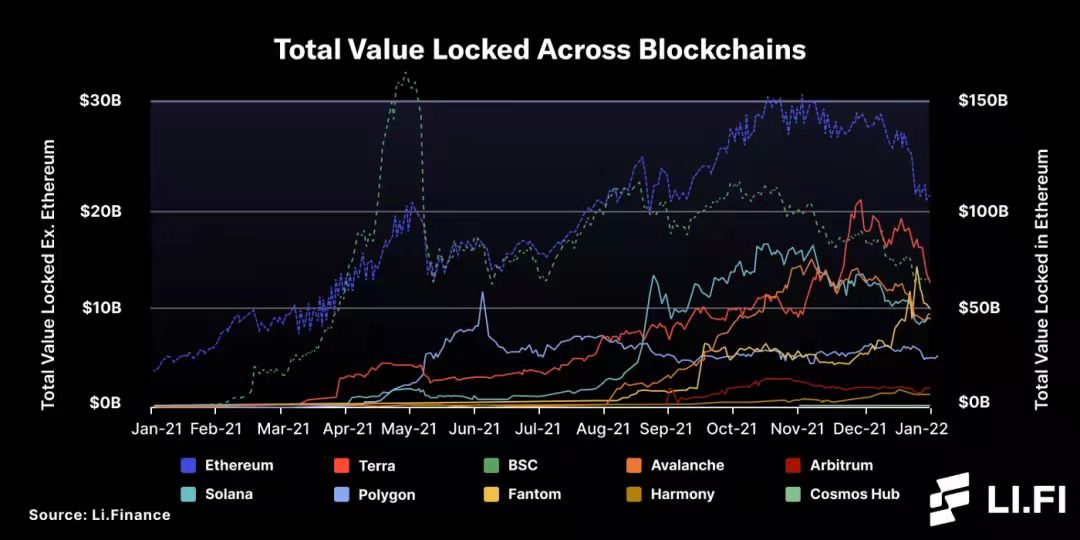 Total Value Locked Across Blockchains
$30B
$20B
$10B
$0B
Total Value Locked Ex. Ethereum
$150B
$100B
$50B
$0B
Total Value Locked in Ethereum
Jan-21 Feb-21 Mar-21 Apr-21 May-21 Jun-21 Jul-21 Aug-21 Sep-21 Oct-21 Nov-21 Dec-21 Jan-22
Ethereum Terra BSC Avalanche Arbitrum
Solana Polygon Fantom Harmony Cosmos Hub
Source: Li.Finance
LI.FI